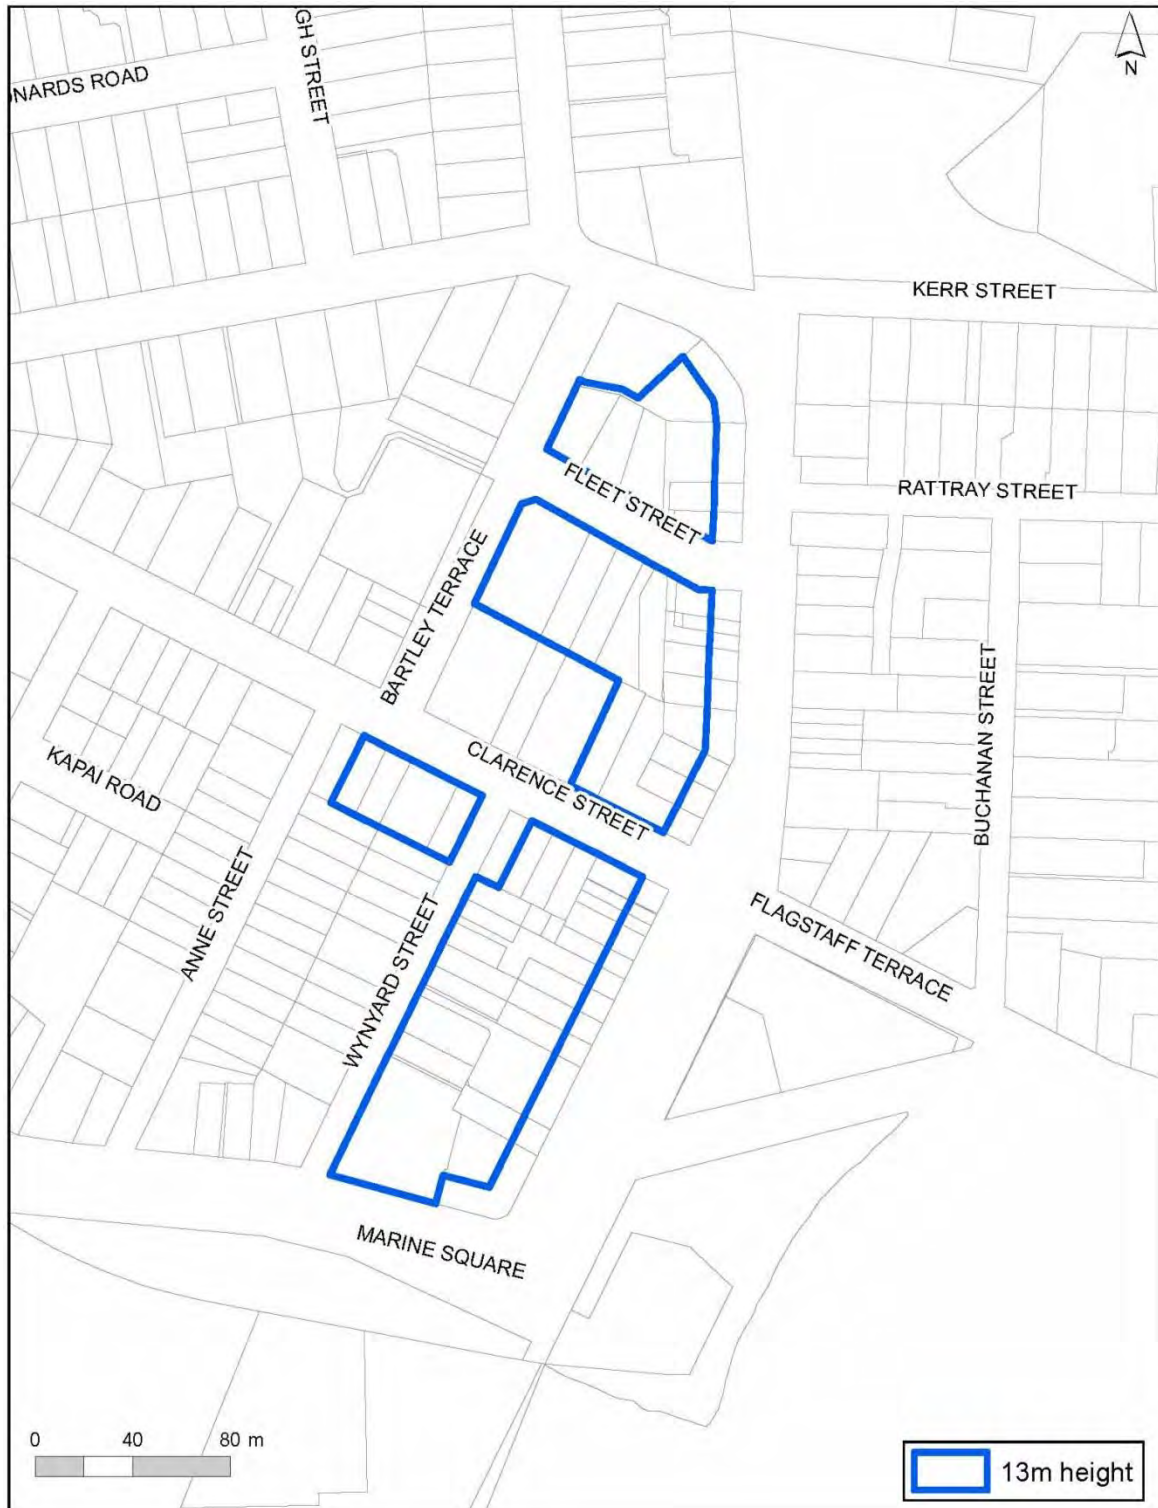 GH STREET
N
ONARDS ROAD
KERR STREET
FLEET STREET
RATTRAY STREET
BARTLEY TERRACE
BUCHANAN STREET
KAPAI ROAD
CLARENCE STREET
ANNE STREET
WYNYARD STREET
FLAGSTAFF TERRACE
MARINE SQUARE
0 40 80 m
13m height